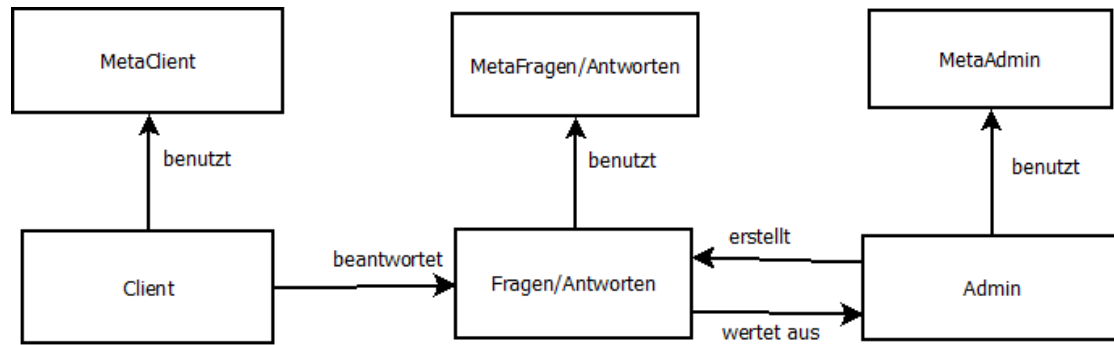 MetaClient
MetaFragen/Antworten
MetaAdmin
benutzt
benutzt
benutzt
Client
beantwortet
Fragen/Antworten
erstellt
wertet aus
Admin